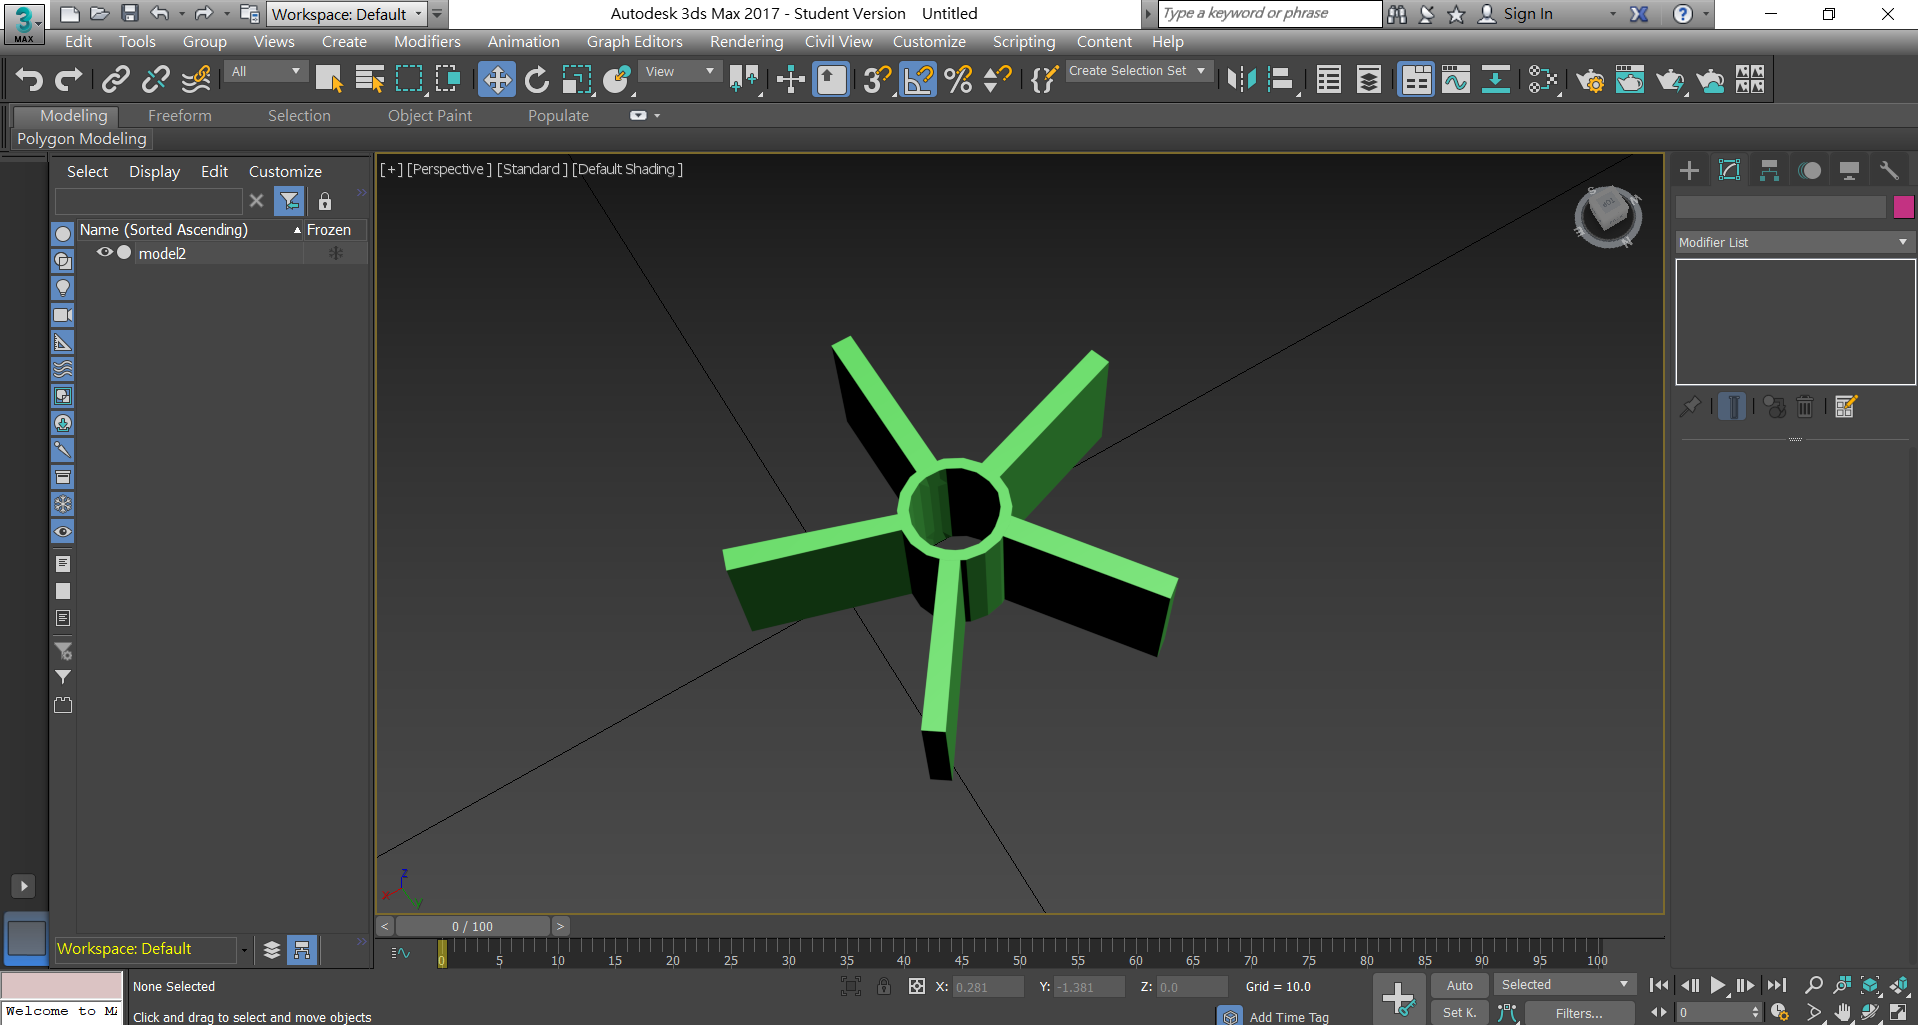 3
MAX
Workspace: Default
Autodesk 3ds Max 2017 - Student Version    Untitled
Type a keyword or phrase
Sign In
Edit Tools Group Views Create Modifiers Animation Graph Editors Rendering Civil View Customize Scripting Content Help
All
View
Create Selection Set
Modeling Freeform Selection Object Paint Populate
Polygon Modeling
Select Display Edit Customize
Name (Sorted Ascending) Frozen
model2
[+] [Perspective ] [Standard ] [Default Shading ]
Modifier List
z
x
y
0 / 100
Workspace: Default
0 5 10 15 20 25 30 35 40 45 50 55 60 65 70 75 80 85 90 95 100
None Selected
X: 0.281 Y: -1.381 Z: 0.0 Grid = 10.0
Auto Selected
Welcome to MA
Click and drag to select and move objects
Add Time Tag
Set K. Filters...
0